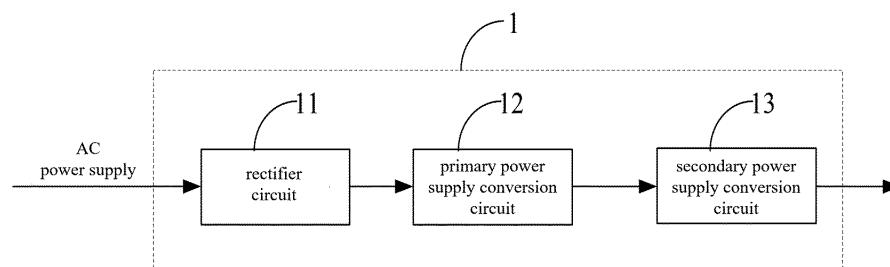 1
11
12
13
AC
power supply
rectifier
circuit
primary power
supply conversion
circuit
secondary power
supply conversion
circuit